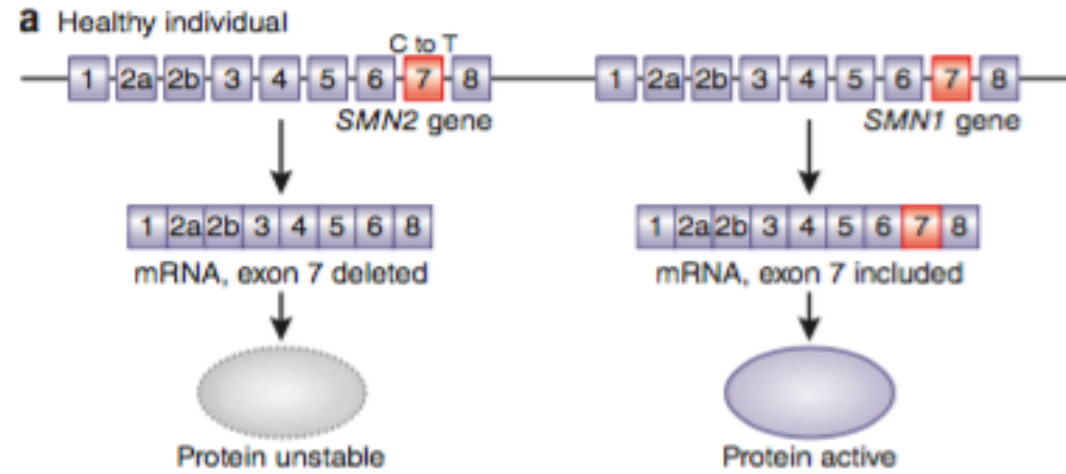 a Healthy individual
C to T
1 2a 2b 3 4 5 6 7 8
SMN2 gene
1 2a 2b 3 4 5 6 7 8
SMN1 gene
1 2a 2b 3 4 5 6 8
mRNA, exon 7 deleted
1 2a 2b 3 4 5 6 7 8
mRNA, exon 7 included
Protein unstable
Protein active